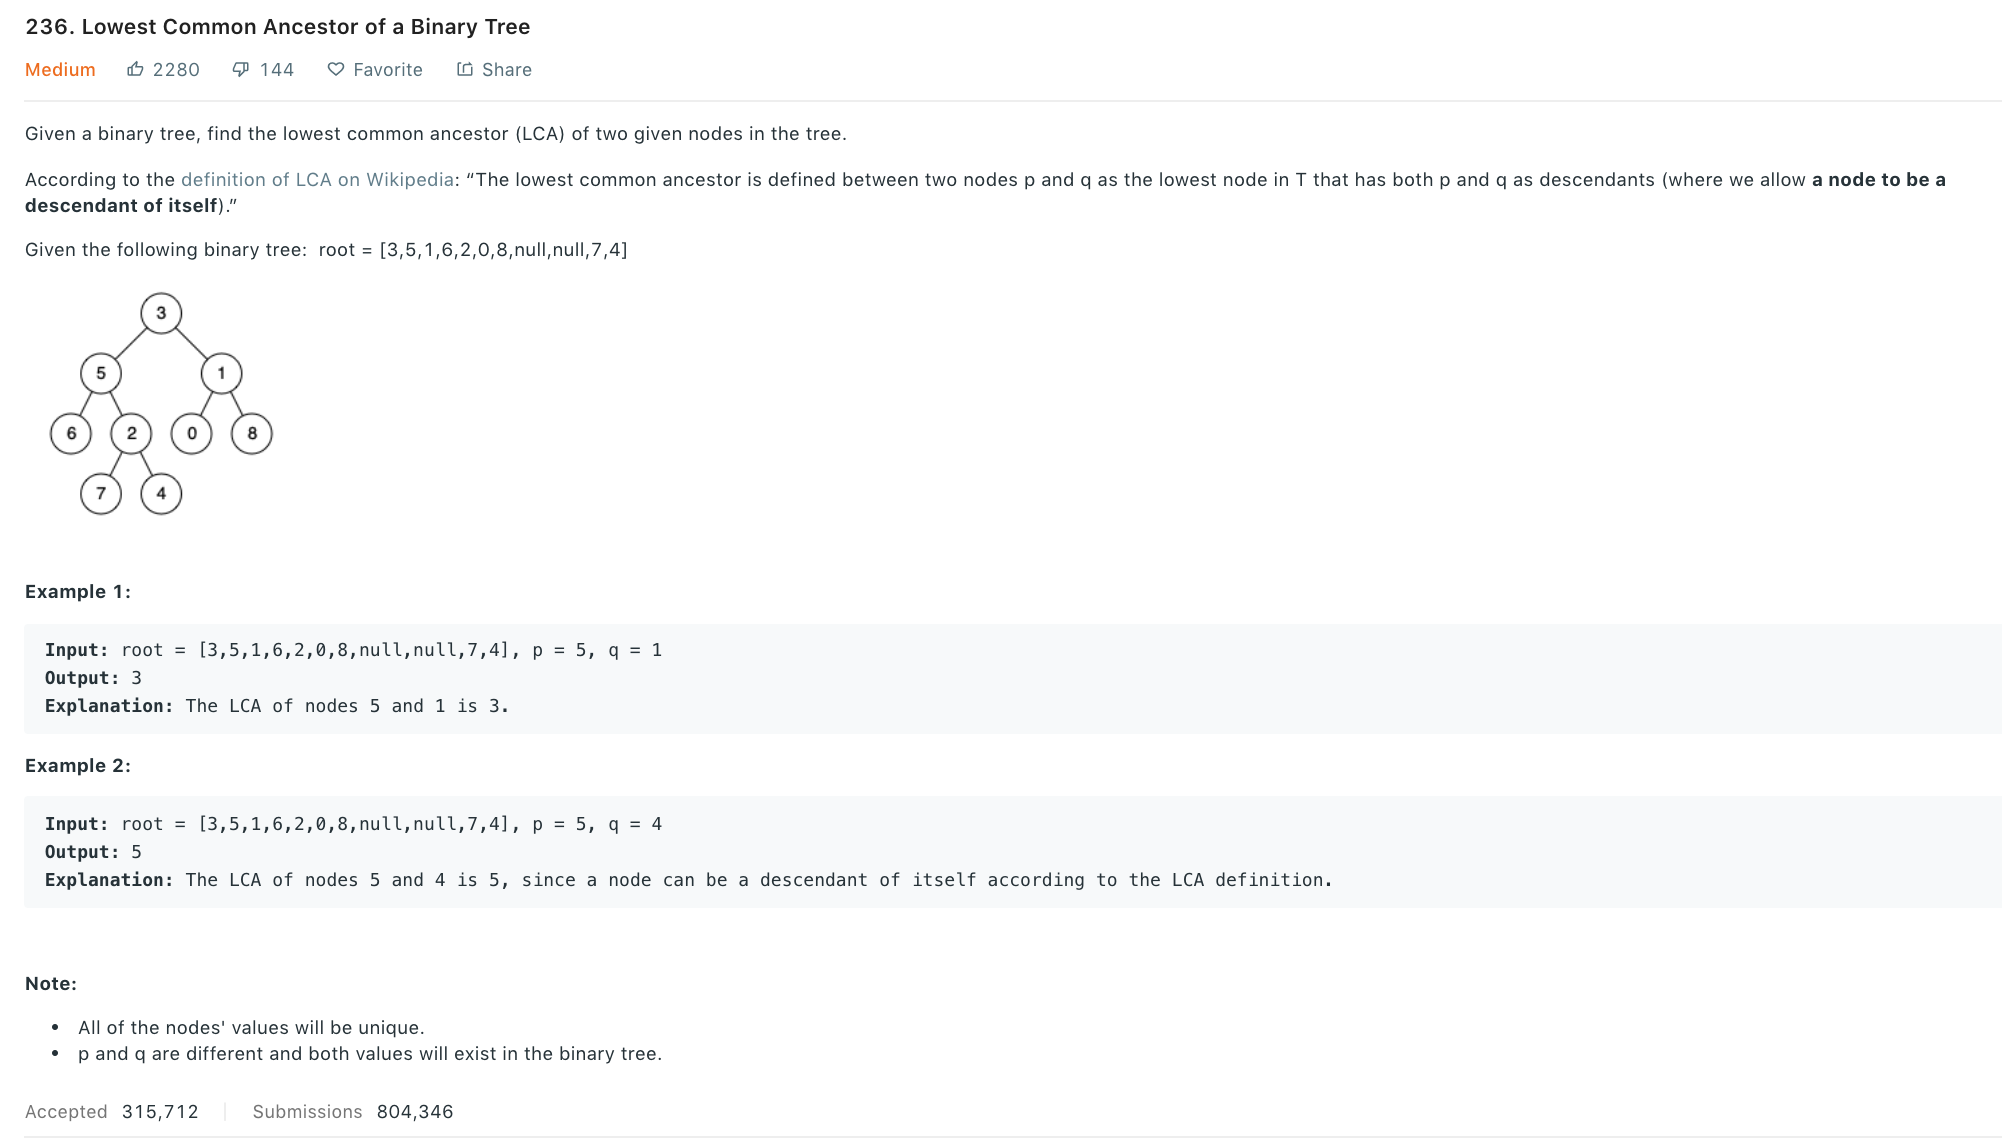 236. Lowest Common Ancestor of a Binary Tree
Medium 2280 144 Favorite Share
Given a binary tree, find the lowest common ancestor (LCA) of two given nodes in the tree.
According to the definition of LCA on Wikipedia: “The lowest common ancestor is defined between two nodes p and q as the lowest node in T that has both p and q as descendants (where we allow a node to be a
descendant of itself).”
Given the following binary tree:  root = [3,5,1,6,2,0,8,null,null,7,4]
3
5 1
6 2 0 8
7 4
Example 1:
Input: root = [3,5,1,6,2,0,8,null,null,7,4], p = 5, q = 1
Output: 3
Explanation: The LCA of nodes 5 and 1 is 3.
Example 2:
Input: root = [3,5,1,6,2,0,8,null,null,7,4], p = 5, q = 4
Output: 5
Explanation: The LCA of nodes 5 and 4 is 5, since a node can be a descendant of itself according to the LCA definition.
Note:
• All of the nodes' values will be unique.
• p and q are different and both values will exist in the binary tree.
Accepted 315,712 Submissions 804,346